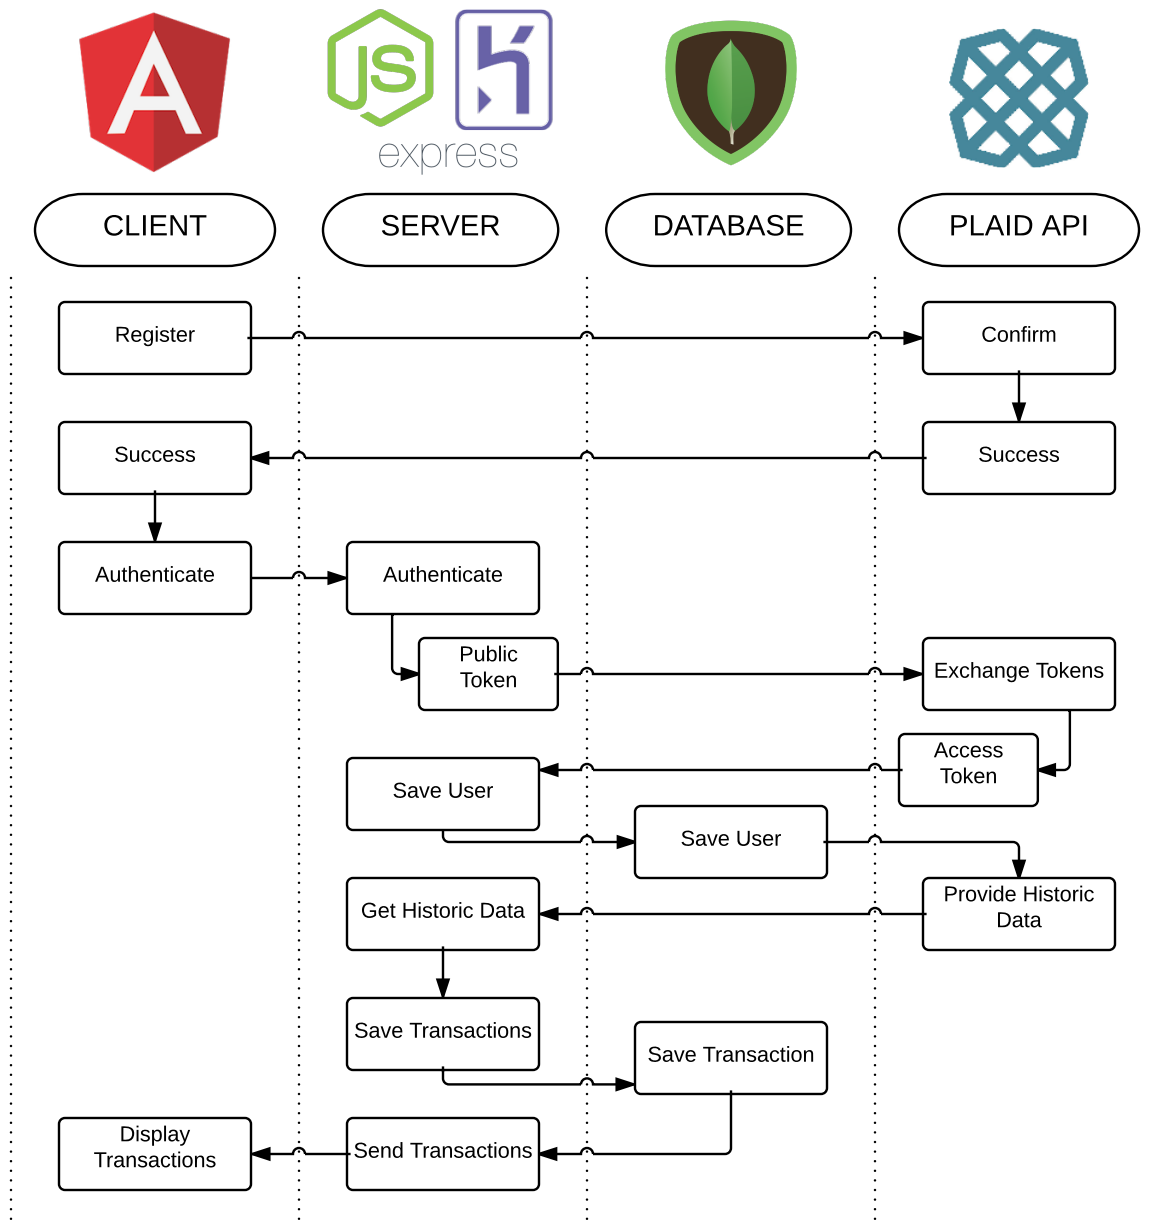 A
JS
express
CLIENT
SERVER
DATABASE
PLAID API
Register
Confirm
Success
Success
Authenticate
Authenticate
Public
Token
Exchange Tokens
Access
Token
Save User
Save User
Provide Historic
Data
Get Historic Data
Save Transactions
Save Transaction
Display
Transactions
Send Transactions